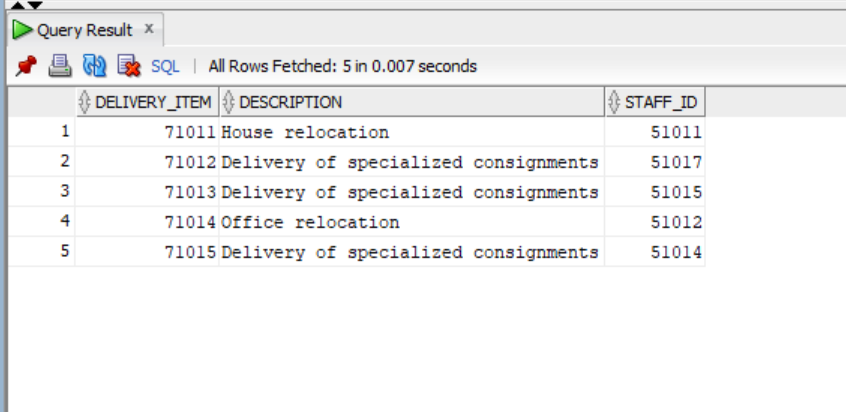 Query Result x
SQL | All Rows Fetched: 5 in 0.007 seconds
DELIVERY_ITEM DESCRIPTION STAFF_ID
1 71011 House relocation 51011
2 71012 Delivery of specialized consignments 51017
3 71013 Delivery of specialized consignments 51015
4 71014 Office relocation 51012
5 71015 Delivery of specialized consignments 51014